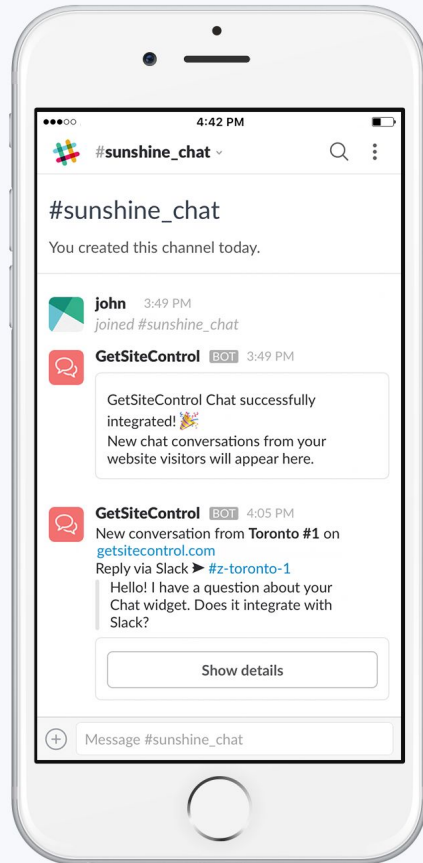 4:42 PM
#sunshine_chat
#sunshine_chat
You created this channel today.
john 3:49 PM
joined #sunshine_chat
GetSiteControl BOT 3:49 PM
GetSiteControl Chat successfully
integrated! 🎉
New chat conversations from your
website visitors will appear here.
GetSiteControl BOT 4:05 PM
New conversation from Toronto #1 on
getsitecontrol.com
Reply via Slack ➤ #z-toronto-1
Hello! I have a question about your
Chat widget. Does it integrate with
Slack?
Show details
Message #sunshine_chat